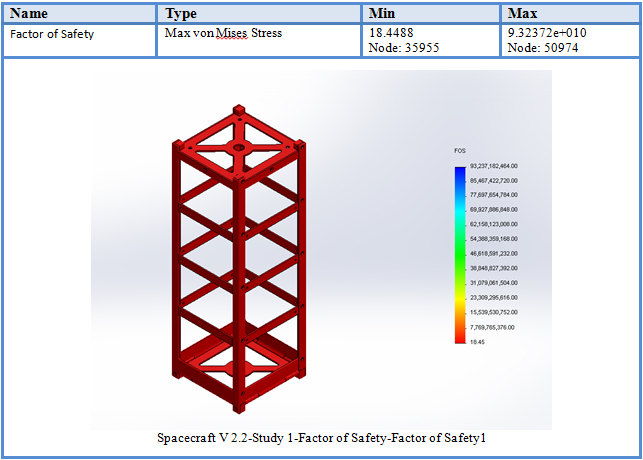 Name Type Min Max
Factor of Safety Max von Mises Stress 18.4488 9.32372e+010
Node: 35955 Node: 50974
FOS
93,237,182,464.00
85,467,422,720.00
77,697,654,784.00
69,927,886,848.00
62,158,123,008.00
54,388,359,168.00
46,618,591,232.00
38,848,827,392.00
31,079,061,504.00
23,309,295,616.00
15,539,530,752.00
7,769,765,376.00
18.45
Spacecraft V 2.2-Study 1-Factor of Safety-Factor of Safety1